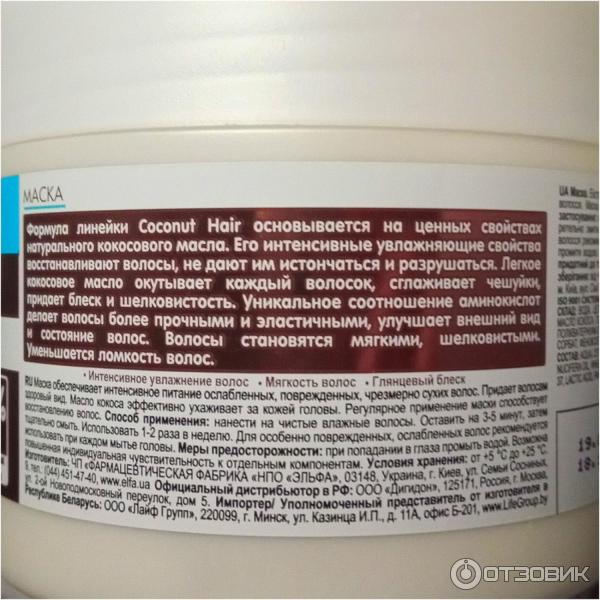 МАСКА
Формула линейки Coconut Hair основывается на ценных свойствах
натурального кокосового масла. Его интенсивные увлажняющие свойства
восстанавливают волосы, не дают им истончаться и разрушаться. Легкое
кокосовое масло окутывает каждый волосок, сглаживает чешуйки,
придает блеск и шелковистость. Уникальное соотношение аминокислот
делает волосы более прочными и эластичными, улучшает внешний вид
и состояние волос. Волосы становятся мягкими, шелковистыми.
Уменьшается ломкость волос.
• Интенсивное увлажнение волос • Мягкость волос • Глянцевый блеск
RU Маска обеспечивает интенсивное питание ослабленных, поврежденных, чрезмерно сухих волос. Придает волосам
здоровый вид. Масло кокоса эффективно ухаживает за кожей головы. Регулярное применение маски способствует
восстановлению волос. Способ применения: нанести на чистые влажные волосы. Оставить на 3-5 минут, затем
тщательно смыть. Использовать 1-2 раза в неделю. Для особенно поврежденных, ослабленных волос рекомендуется
использовать при каждом мытье головы. Меры предосторожности: при попадании в глаза промыть водой. Возможна
повышенная индивидуальная чувствительность к отдельным компонентам. Условия хранения: от +5 °С до +25 °С.
Изготовитель: ЧП «ФАРМАЦЕВТИЧЕСКАЯ ФАБРИКА «НПО «ЭЛЬФА», 03148, Украина, г. Киев, ул. Семьи Сосниных,
(044) 451-47-40, www.elfa.ua Официальный дистрибьютор в РФ: ООО «Дигидон», 125171, Россия, г. Москва,
ул. 2-ой Новоподмосковный переулок, дом 5. Импортер/ Уполномоченный представитель от изготовителя в
Республике Беларусь: ООО «Лайф Групп», 220099, г. Минск, ул. Казинца И.П., д. 11А, офис Б-201, www.LifeGroup.by
UA Маска.
волосся. Маска
СКЛАД:
19.
18.
ОТЗОВИК